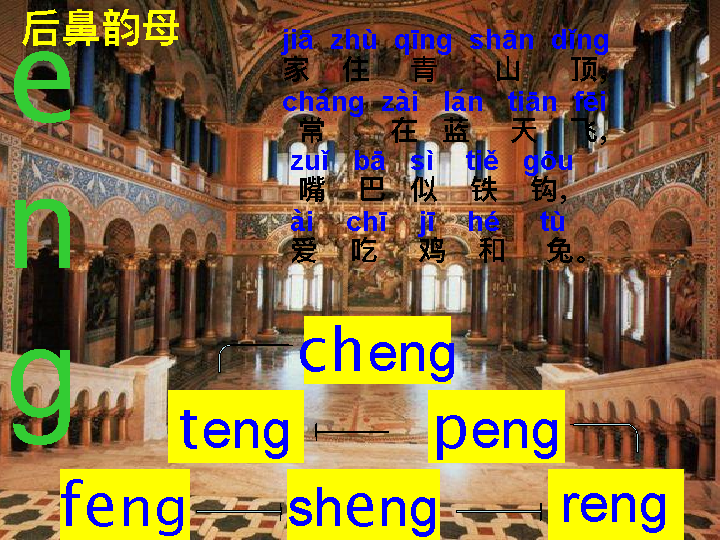 后鼻韵母
eng
jiā zhù qīng shān dǐng
家 住 青 山 顶，
cháng zài lán tiān fēi
常 在 蓝 天 飞，
zuǐ bā sì tiě gōu
嘴 巴 似 铁 钩，
ài chī jī hé tù
爱 吃 鸡 和 兔。
cheng
teng peng
feng sheng reng